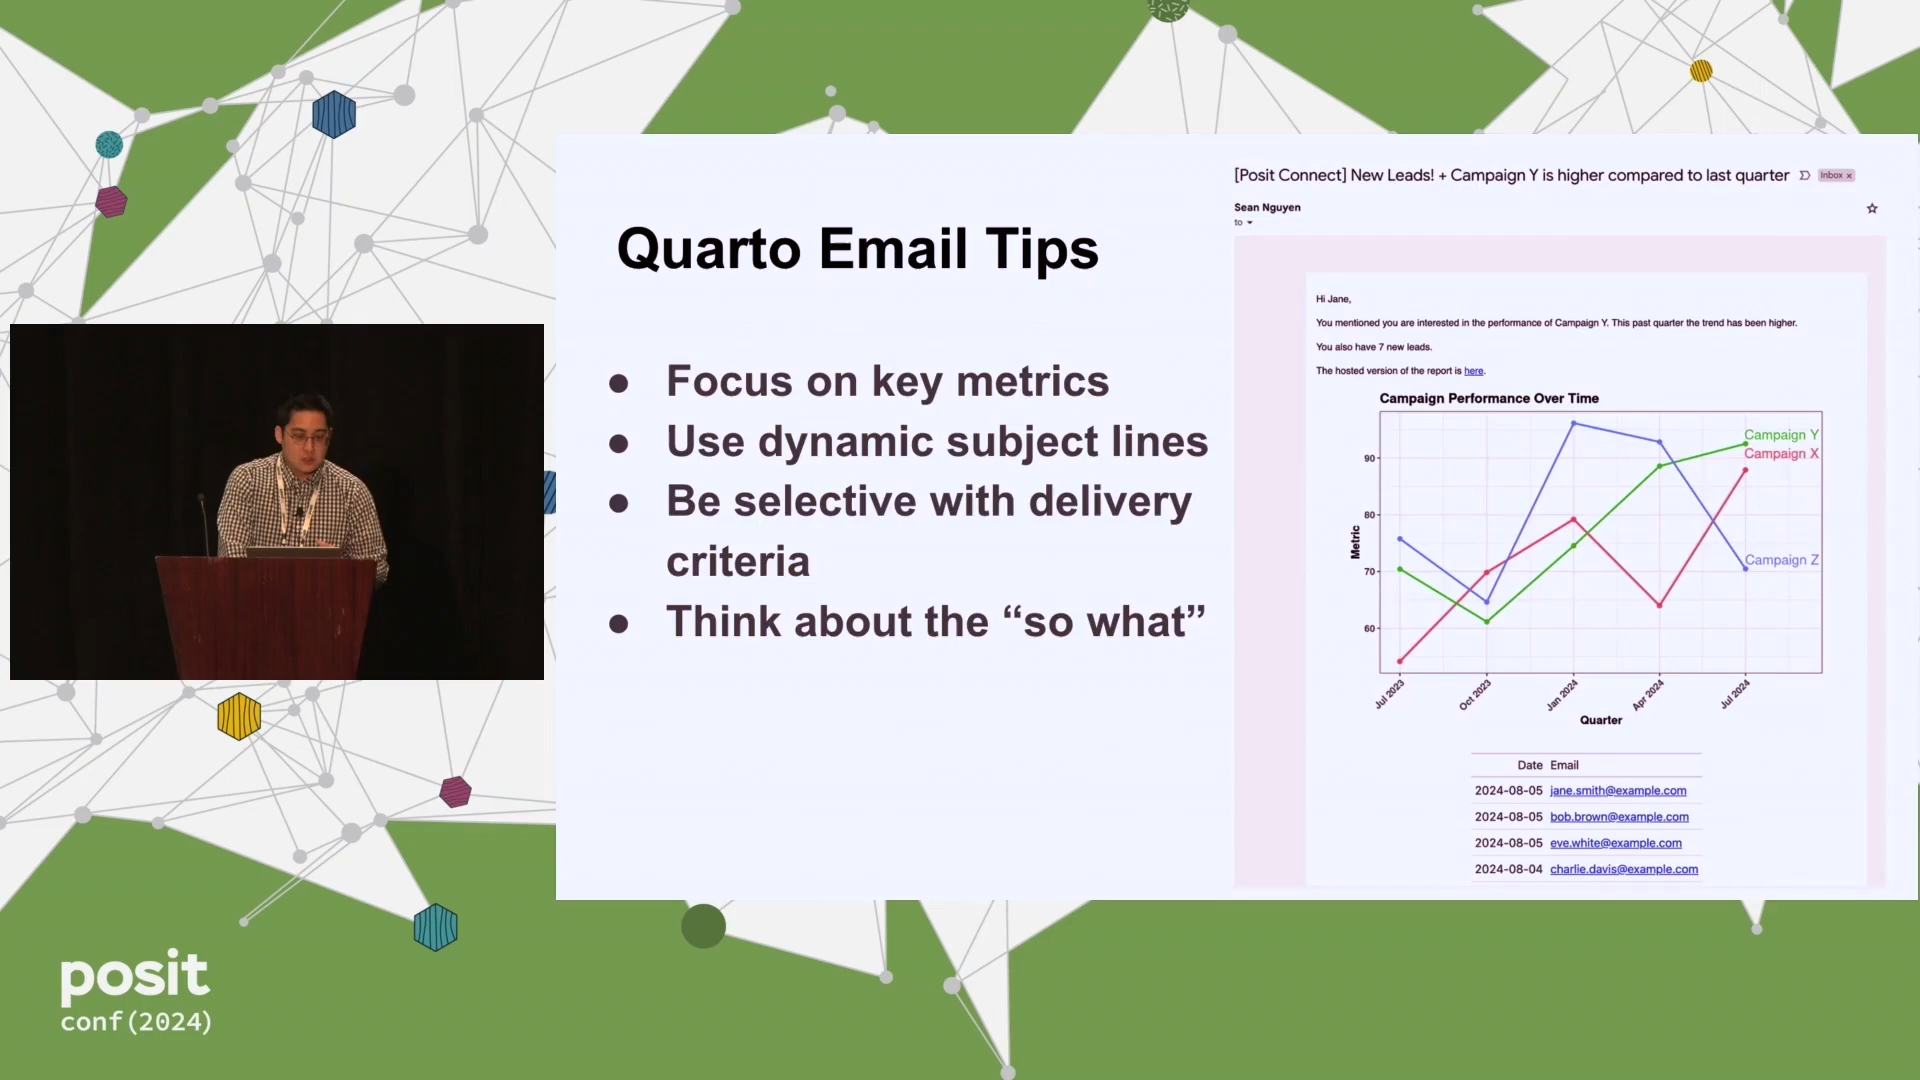 Quarto Email Tips
● Focus on key metrics
● Use dynamic subject lines
● Be selective with delivery
criteria
● Think about the “so what”
[Posit Connect] New Leads! + Campaign Y is higher compared to last quarter Inbox x
Sean Nguyen
to
Hi Jane,
You mentioned you are interested in the performance of Campaign Y. This past quarter the trend has been higher.
You also have 7 new leads.
The hosted version of the report is here.
Campaign Performance Over Time
Campaign Y
Campaign X
Campaign Z
Metric
90
80
70
60
Jul 2023
Oct 2023
Jan 2024
Apr 2024
Jul 2024
Quarter
Date Email
2024-08-05 jane.smith@example.com
2024-08-05 bob.brown@example.com
2024-08-05 eve.white@example.com
2024-08-04 charlie.davis@example.com
posit
conf(2024)